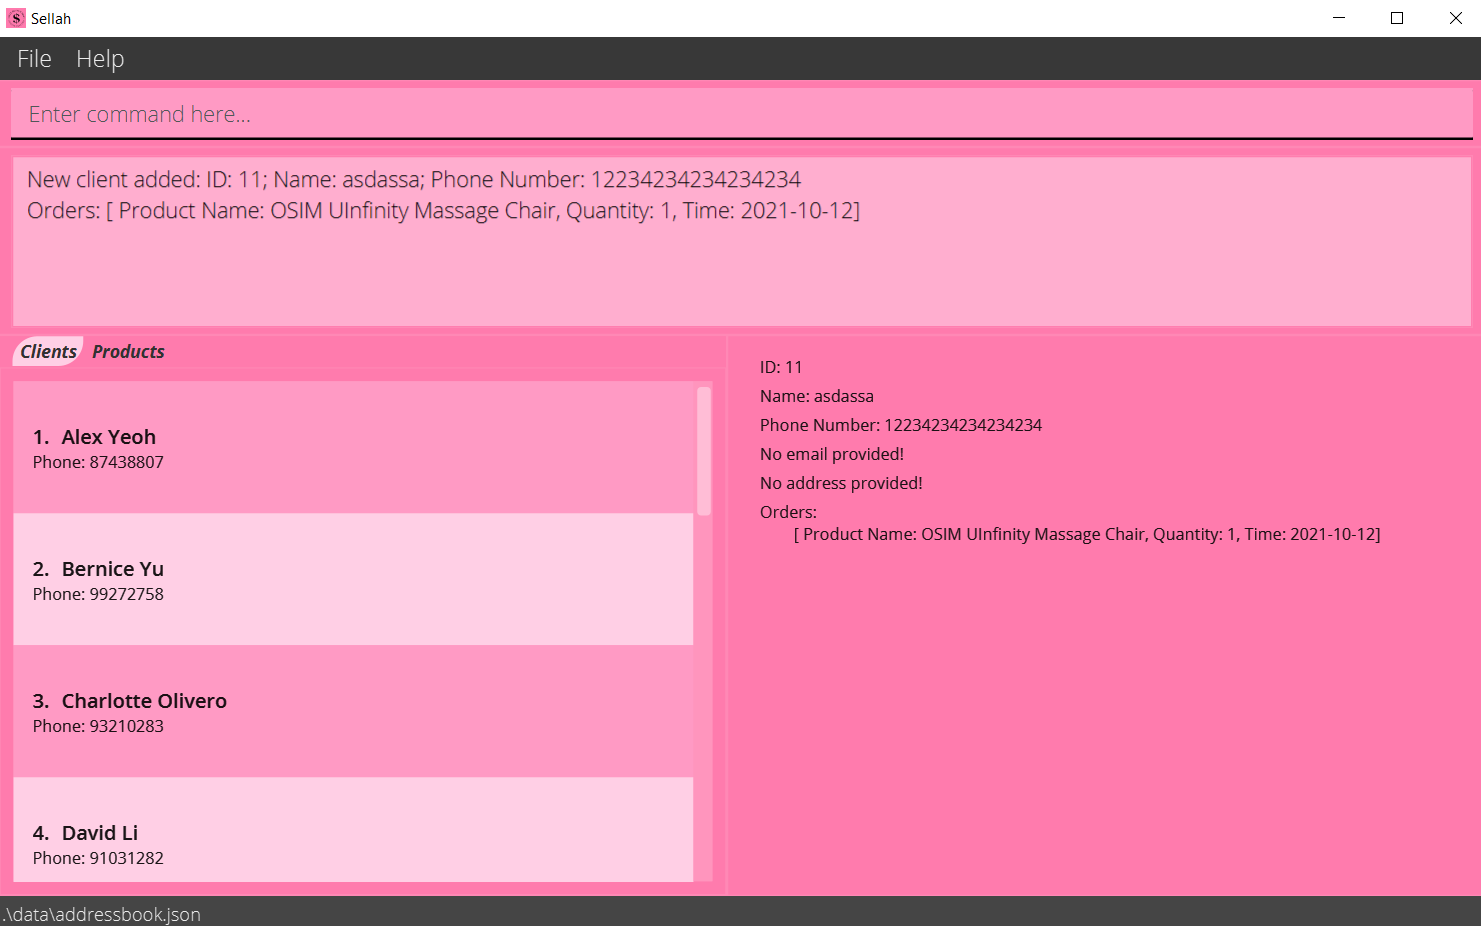 Sellah
File Help
Enter command here...
New client added: ID: 11; Name: asdassa; Phone Number: 12234234234234234
Orders: [ Product Name: OSIM UInfinity Massage Chair, Quantity: 1, Time: 2021-10-12]
Clients Products
1. Alex Yeoh
Phone: 87438807
2. Bernice Yu
Phone: 99272758
3. Charlotte Olivero
Phone: 93210283
4. David Li
Phone: 91031282
ID: 11
Name: asdassa
Phone Number: 12234234234234234
No email provided!
No address provided!
Orders:
[ Product Name: OSIM UInfinity Massage Chair, Quantity: 1, Time: 2021-10-12]
.\data\addressbook.json